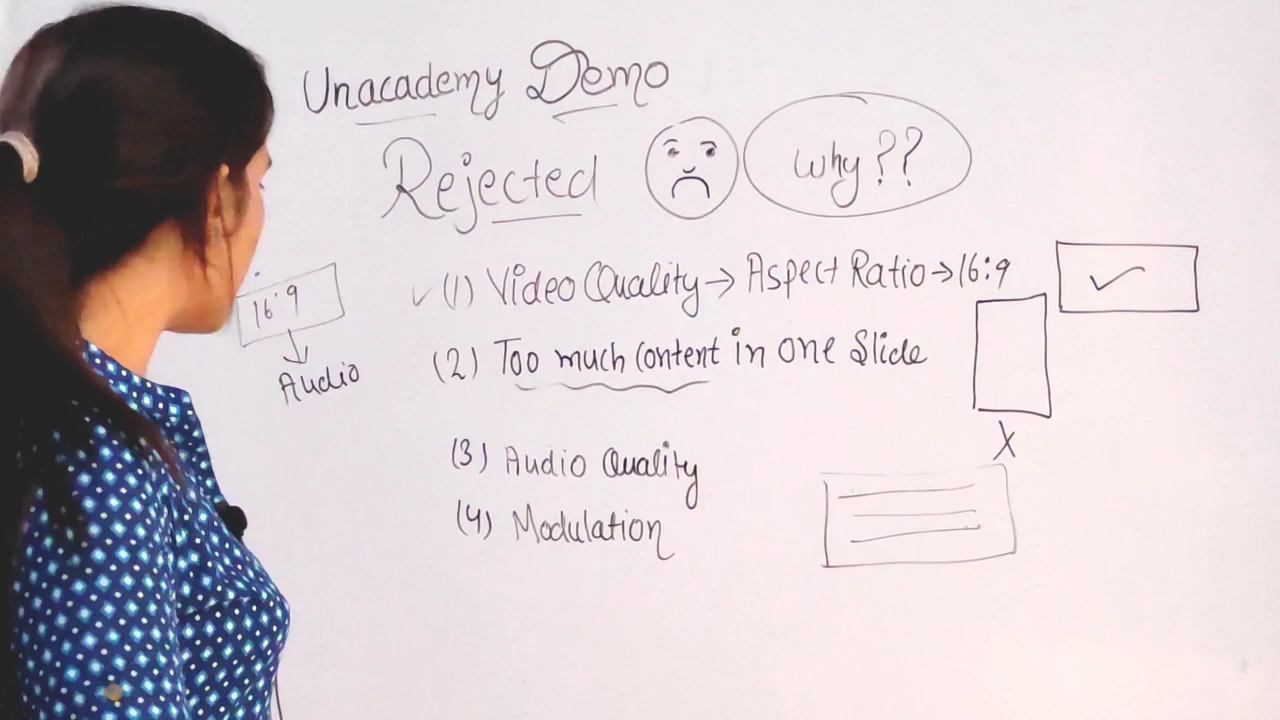 Unacademy Demo
Rejected
Why??
(1) Video Quality → Aspect Ratio → 16:9
16:9
Audio
(2) Too much Content in one Slide
(3) Audio Quality
(4) Modulation